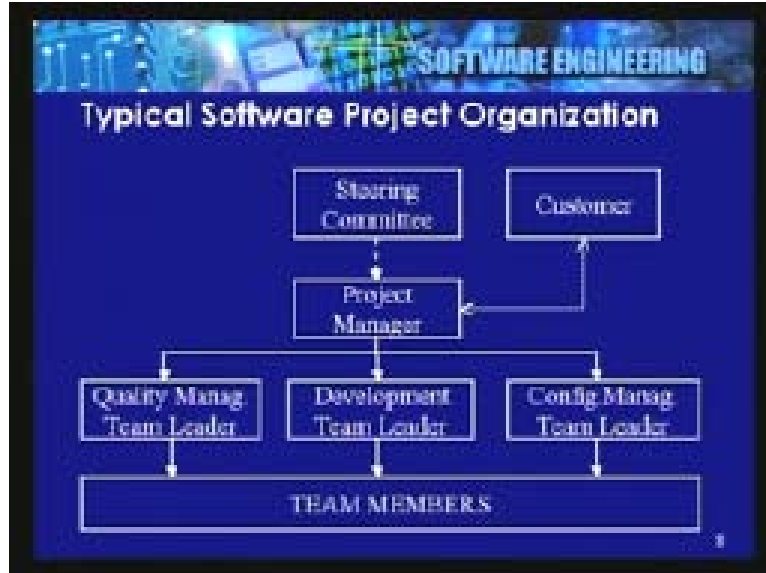 SOFTWARE ENGINEERING
Typical Software Project Organization
Steering
Committee
Customer
Project
Manager
Quality Manag.
Team Leader
Development
Team Leader
Config Manag.
Team Leader
TEAM MEMBERS
8